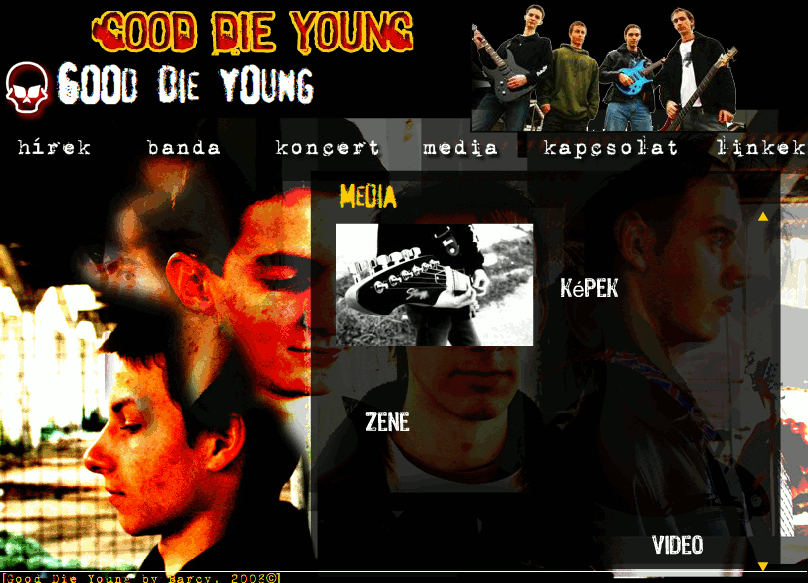 GOOD DIE YOUNG
GOOD DIE YOUNG
hírek banda koncert media kapcsolat linkek
MEDIA
KéPEK
ZENE
VIDEO
[Good Die Young by Marcy, 2008©]